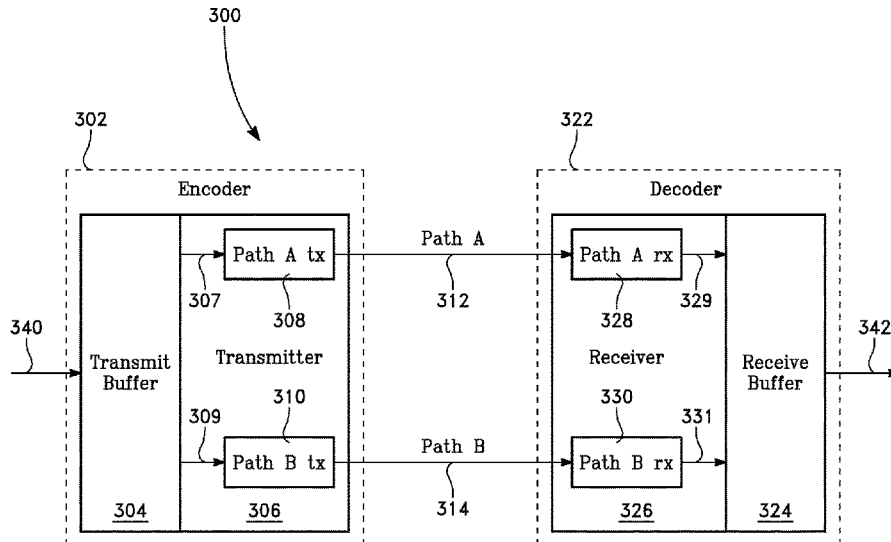 300
302
322
Encoder
Decoder
Path A tx
Path A
Path A rx
307
308
312
328
329
340
342
Transmit
Buffer
Transmitter
Receiver
Receive
Buffer
310
330
309
331
Path B tx
Path B
Path B rx
304
306
314
326
324